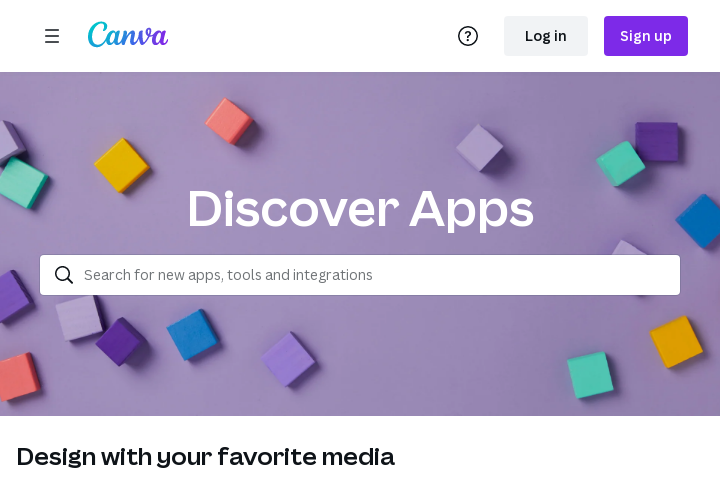 Canva
Log in
Sign up
Discover Apps
Search for new apps, tools and integrations
Design with your favorite media